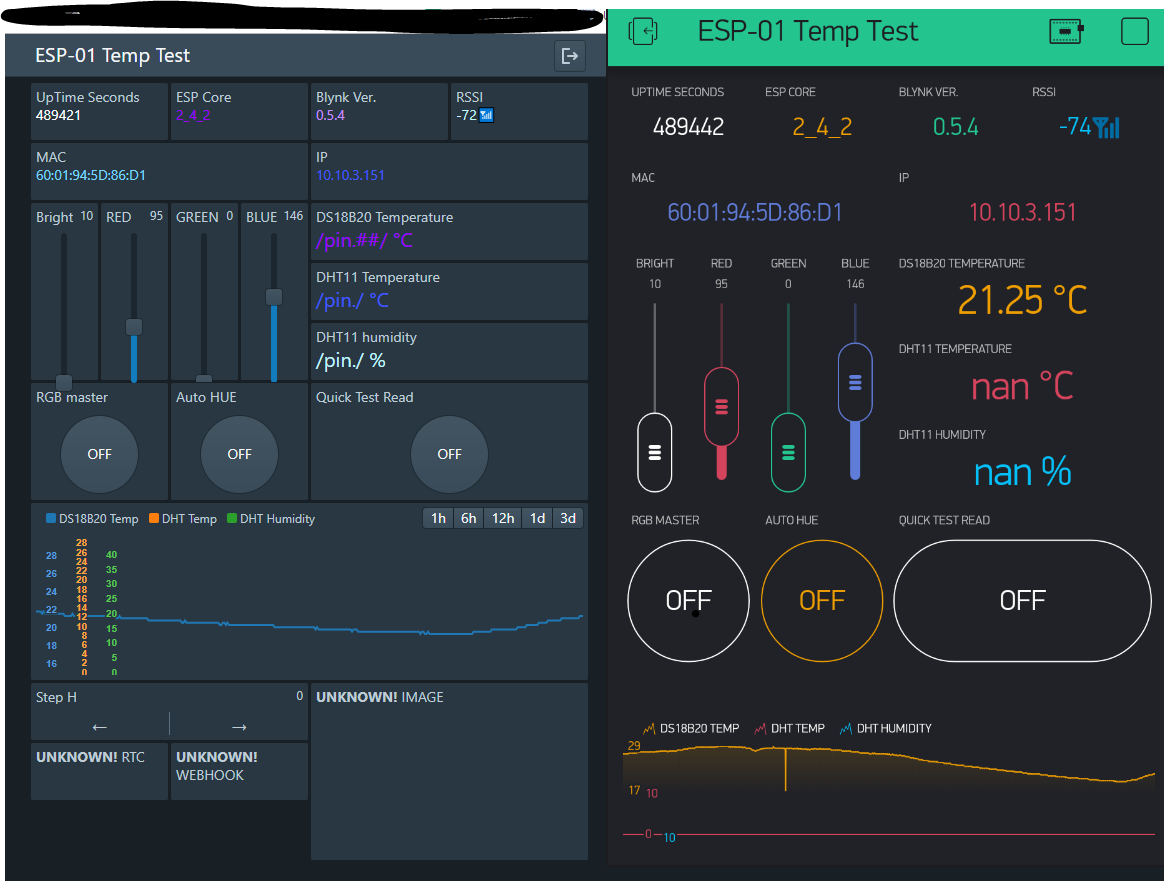 ESP-01 Temp Test
UpTime Seconds
489421
ESP Core
2_4_2
Blynk Ver.
0.5.4
RSSI
-72
MAC
60:01:94:5D:86:D1
IP
10.10.3.151
Bright 10
RED 95
GREEN 0
BLUE 146
DS18B20 Temperature
/pin.##/ °C
DHT11 Temperature
/pin./ °C
DHT11 humidity
/pin./ %
RGB master
OFF
Auto HUE
OFF
Quick Test Read
OFF
DS18B20 Temp DHT Temp DHT Humidity
1h 6h 12h 1d 3d
28
26
24
22
20
18
16
28
26
24
22
20
18
16
14
12
10
8
6
4
2
0
40
35
30
25
20
15
10
5
0
Step H 0
← →
UNKNOWN! IMAGE
UNKNOWN! RTC
UNKNOWN!
WEBHOOK
ESP-01 Temp Test
UPTIME SECONDS
489442
ESP CORE
2_4_2
BLYNK VER.
0.5.4
RSSI
-74
MAC
60:01:94:5D:86:D1
IP
10.10.3.151
BRIGHT
10
RED
95
GREEN
0
BLUE
146
DS18B20 TEMPERATURE
21.25 °C
DHT11 TEMPERATURE
nan °C
DHT11 HUMIDITY
nan %
RGB MASTER
OFF
AUTO HUE
OFF
QUICK TEST READ
OFF
DS18B20 TEMP DHT TEMP DHT HUMIDITY
29
17 10
0 10